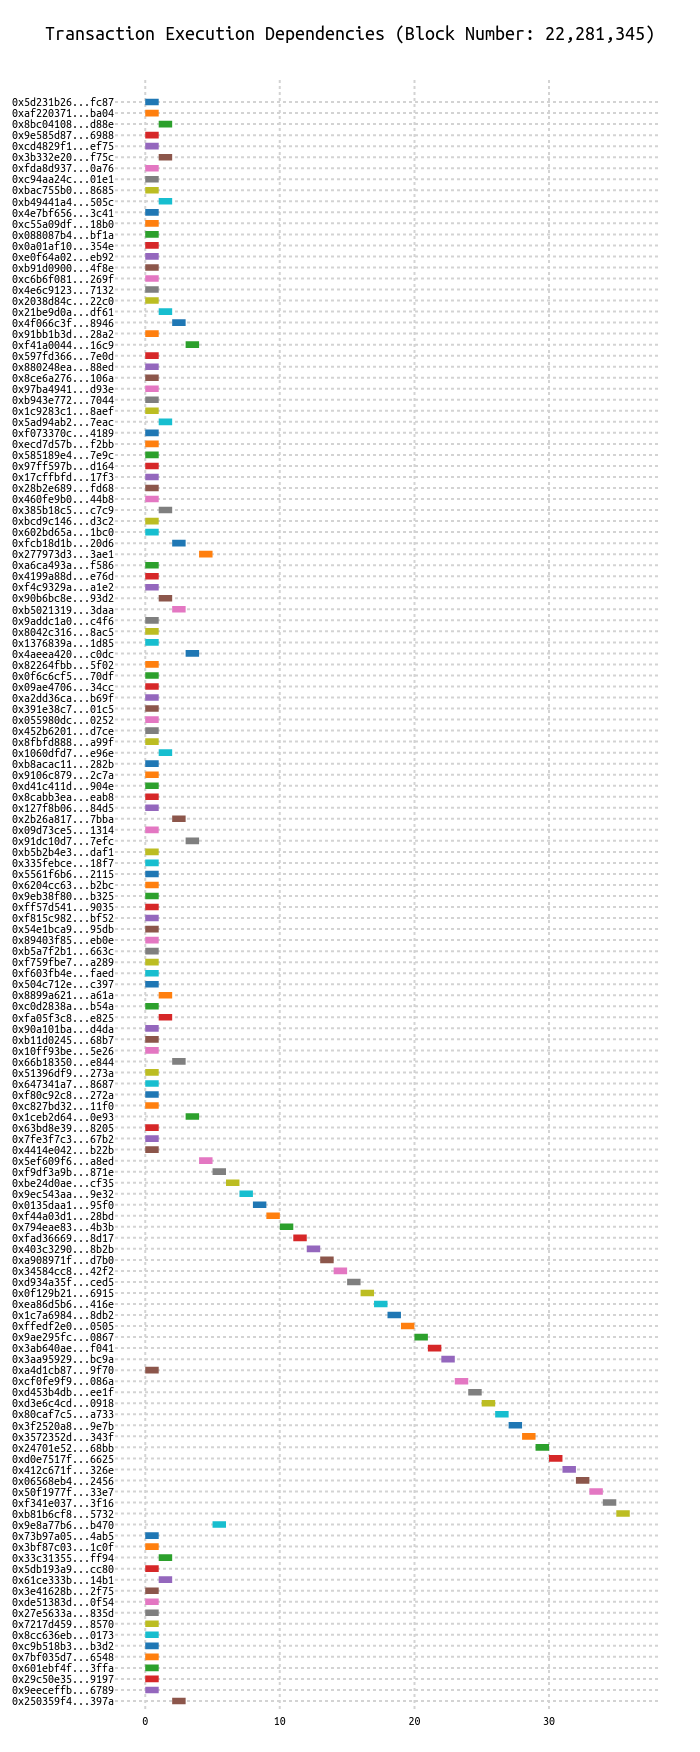 Transaction Execution Dependencies (Block Number: 22,281,345)
0x5d231b26...fc87
0xaf220371...ba04
0x8bc04108...d88e
0x9e585d87...6988
0xcd4829f1...ef75
0x3b332e20...f75c
0xfda8d937...0a76
0xc94aa24c...01e1
0xbac755b0...8685
0xb49441a4...505c
0x4e7bf656...3c41
0xc55a09df...18b0
0x088087b4...bf1a
0x0a01af10...354e
0xe0f64a02...eb92
0xb91d0900...4f8e
0xc6b6f081...269f
0x4e6c9123...7132
0x2038d84c...22c0
0x21be9d0a...df61
0x4f066c3f...8946
0x91bb1b3d...28a2
0xf41a0044...16c9
0x597fd366...7e0d
0x880248ea...88ed
0x8ce6a276...106a
0x97ba4941...d93e
0xb943e772...7044
0x1c9283c1...8aef
0x5ad94ab2...7eac
0xf073370c...4189
0xecd7d57b...f2bb
0x585189e4...7e9c
0x97ff597b...d164
0x17cffbfd...17f3
0x28b2e689...fd68
0x460fe9b0...44b8
0x385b18c5...c7c9
0xbcd9c146...d3c2
0x602bd65a...1bc0
0xfcb18d1b...20d6
0x277973d3...3ae1
0xa6ca493a...f586
0x4199a88d...e76d
0xf4c9329a...a1e2
0x90b6bc8e...93d2
0xb5021319...3daa
0x9addc1a0...c4f6
0x8042c316...8ac5
0x1376839a...1d85
0x4aeea420...c0dc
0x82264fbb...5f02
0x0f6c6cf5...70df
0x09ae4706...34cc
0xa2dd36ca...b69f
0x391e38c7...01c5
0x055980dc...0252
0x452b6201...d7ce
0x8fbfd888...a99f
0x1060dfd7...e96e
0xb8acac11...282b
0x9106c879...2c7a
0xd41c411d...904e
0x8cabb3ea...eab8
0x127f8b06...84d5
0x2b26a817...7bba
0x09d73ce5...1314
0x91dc10d7...7efc
0xb5b2b4e3...daf1
0x335febce...18f7
0x5561f6b6...2115
0x6204cc63...b2bc
0x9eb38f80...b325
0xff57d541...9035
0xf815c982...bf52
0x54e1bca9...95db
0x89403f85...eb0e
0xb5a7f2b1...663c
0xf759fbe7...a289
0xf603fb4e...faed
0x504c712e...c397
0x8899a621...a61a
0xc0d2838a...b54a
0xfa05f3c8...e825
0x90a101ba...d4da
0xb11d0245...68b7
0x10ff93be...5e26
0x66b18350...e844
0x51396df9...273a
0x647341a7...8687
0xf80c92c8...272a
0xc827bd32...11f0
0x1ceb2d64...0e93
0x63bd8e39...8205
0x7fe3f7c3...67b2
0x4414e042...b22b
0x5ef609f6...a8ed
0xf9df3a9b...871e
0xbe24d0ae...cf35
0x9ec543aa...9e32
0x0135daa1...95f0
0xf44a03d1...28bd
0x794eae83...4b3b
0xfad36669...8d17
0x403c3290...8b2b
0xa908971f...d7b0
0x34584cc8...42f2
0xd934a35f...ced5
0x0f129b21...6915
0xea86d5b6...416e
0x1c7a6984...8db2
0xffedf2e0...0505
0x9ae295fc...0867
0x3ab640ae...f041
0x3aa95929...bc9a
0xa4d1cb87...9f70
0xcf0fe9f9...086a
0xd453b4db...ee1f
0xd3e6c4cd...0918
0x80caf7c5...a733
0x3f2520a8...9e7b
0x3572352d...343f
0x24701e52...68bb
0xd0e7517f...6625
0x412c671f...326e
0x06568eb4...2456
0x50f1977f...33e7
0xf341e037...3f16
0xb81b6cf8...5732
0x9e8a77b6...b470
0x73b97a05...4ab5
0x3bf87c03...1c0f
0x33c31355...ff94
0x5db193a9...cc80
0x61ce333b...14b1
0x3e41628b...2f75
0xde51383d...0f54
0x27e5633a...835d
0x7217d459...8570
0x8cc636eb...0173
0xc9b518b3...b3d2
0x7bf035d7...6548
0x601ebf4f...3ffa
0x29c50e35...9197
0x9eeceffb...6789
0x250359f4...397a
0 10 20 30